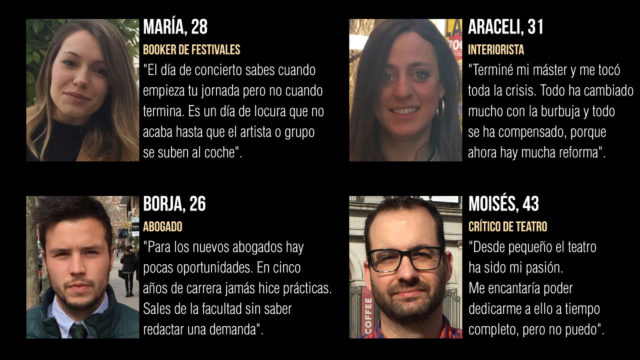 MARÍA, 28
BOOKER DE FESTIVALES
"El día de concierto sabes cuando
empieza tu jornada pero no cuando
termina. Es un día de locura que no
acaba hasta que el artista o grupo
se suben al coche".
ARACELI, 31
INTERIORISTA
"Terminé mi máster y me tocó
toda la crisis. Todo ha cambiado
mucho con la burbuja y todo
se ha compensado, porque
ahora hay mucha reforma".
BORJA, 26
ABOGADO
"Para los nuevos abogados hay
pocas oportunidades. En cinco
años de carrera jamás hice prácticas.
Sales de la facultad sin saber
redactar una demanda".
MOISÉS, 43
CRÍTICO DE TEATRO
"Desde pequeño el teatro
ha sido mi pasión.
Me encantaría poder
dedicarme a ello a tiempo
completo, pero no puedo".
COFFEE